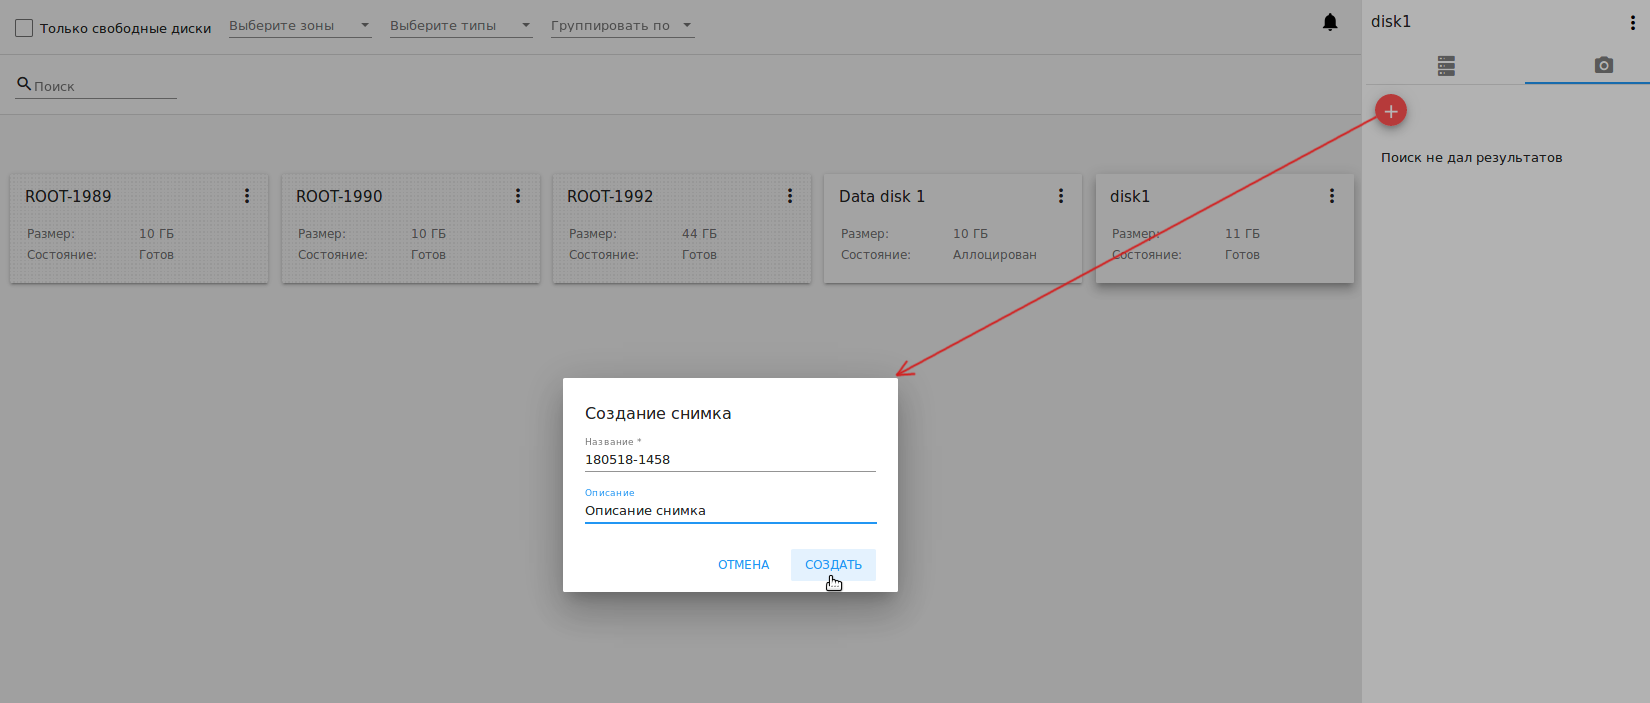 Только свободные диски Выберите зоны Выберите типы Группировать по
disk1
Поиск
Поиск не дал результатов
ROOT-1989
Размер: 10 ГБ
Состояние: Готов
ROOT-1990
Размер: 10 ГБ
Состояние: Готов
ROOT-1992
Размер: 44 ГБ
Состояние: Готов
Data disk 1
Размер: 10 ГБ
Состояние: Аллоцирован
disk1
Размер: 11 ГБ
Состояние: Готов
Создание снимка
Название *
180518-1458
Описание
Описание снимка
ОТМЕНА СОЗДАТЬ